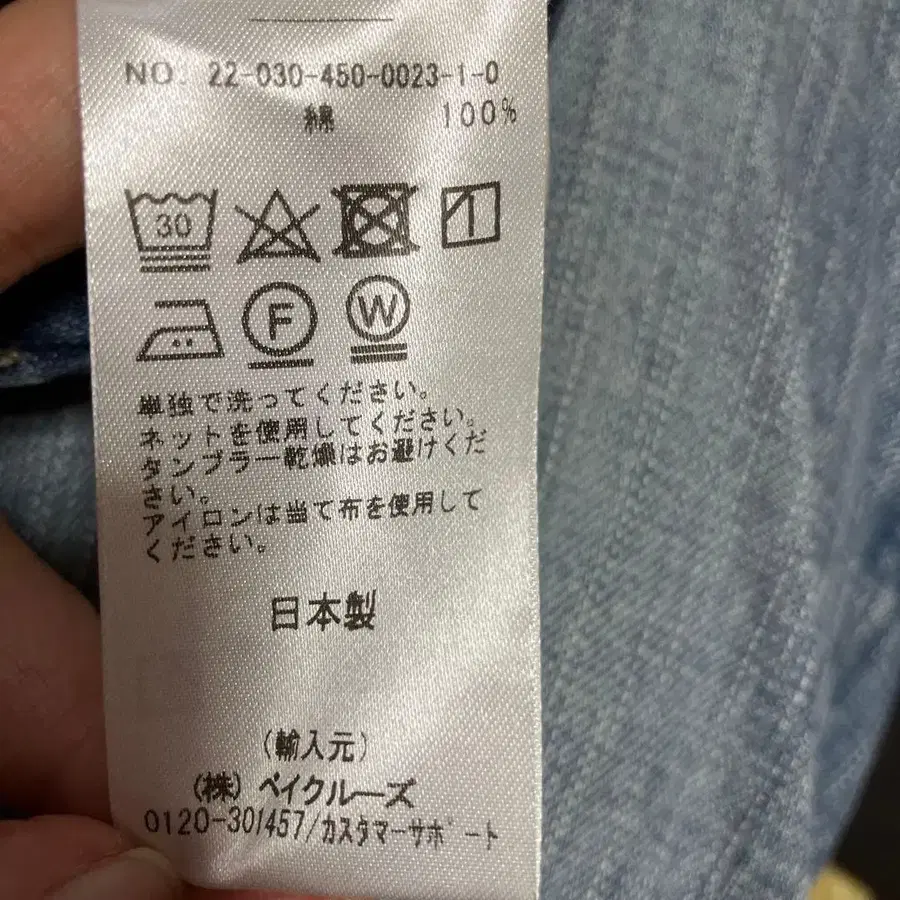 NO. 22-030-450-0023-1-0
綿 100%
30
F W
単独で洗ってください。
ネットを使用してください。
タンブラー乾燥はお避けくだ
さい。
アイロンは当て布を使用して
ください。
日本製
(輸入元)
(株) ベイクルーズ
0120-301457/カスタマーサポート